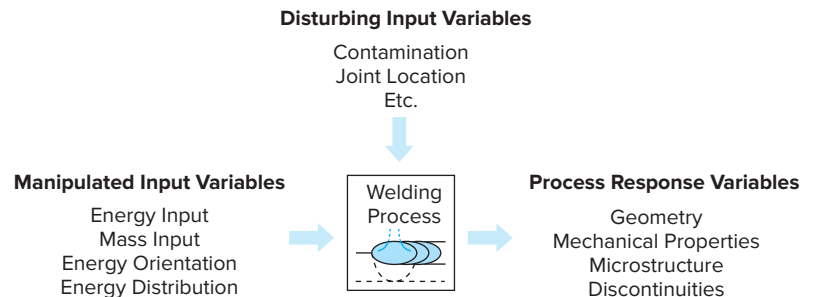 Disturbing Input Variables
Contamination
Joint Location
Etc.
Manipulated Input Variables
Energy Input
Mass Input
Energy Orientation
Energy Distribution
Welding
Process
Process Response Variables
Geometry
Mechanical Properties
Microstructure
Discontinuities